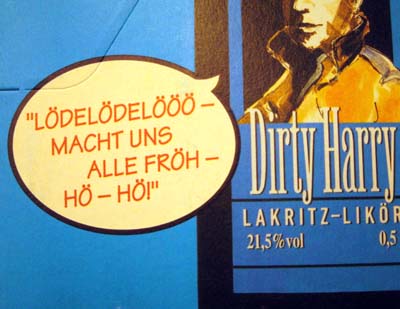 "LÖDELÖDELÖÖÖ –
MACHT UNS
ALLE FRÖH –
HÖ – HÖ!"
Dirty Harry
LAKRITZ–LIKÖR
21,5% vol 0,5